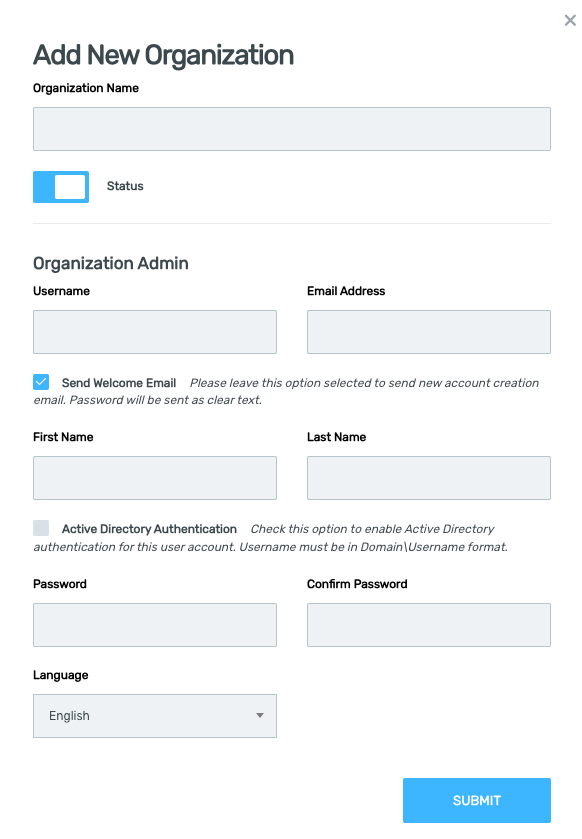 Add New Organization
Organization Name
Status
Organization Admin
Username
Email Address
Send Welcome Email Please leave this option selected to send new account creation
email. Password will be sent as clear text.
First Name
Last Name
Active Directory Authentication Check this option to enable Active Directory
authentication for this user account. Username must be in Domain\Username format.
Password
Confirm Password
Language
English
SUBMIT